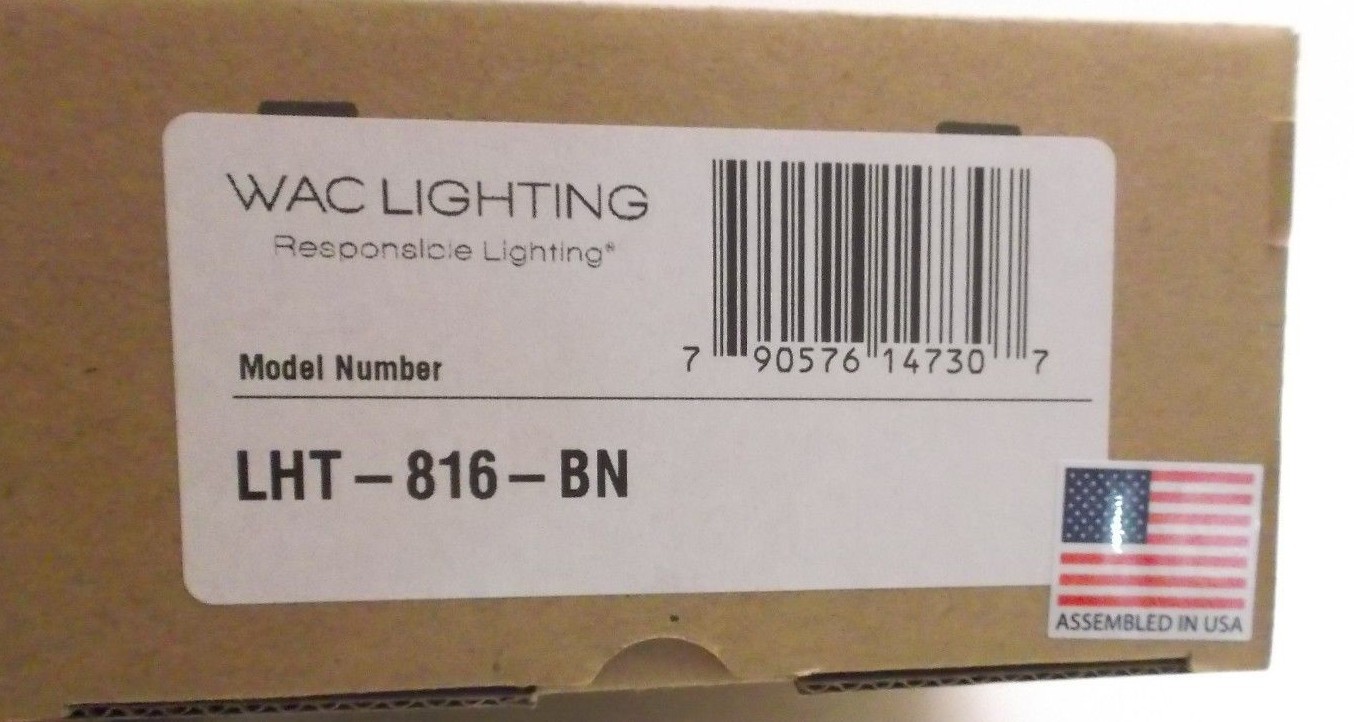 WAC LIGHTING
Responsible Lighting®
7 90576 14730 7
Model Number
LHT – 816 – BN
ASSEMBLED IN USA